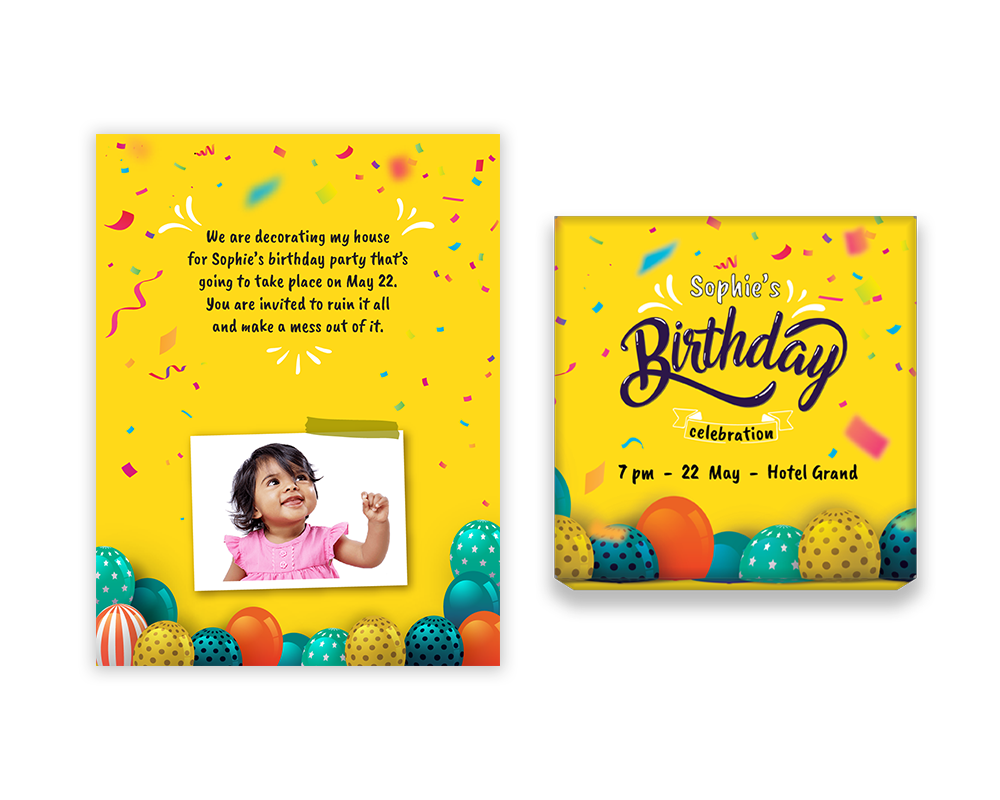 We are decorating my house
for Sophie's birthday party that's
going to take place on May 22.
You are invited to ruin it all
and make a mess out of it.
Sophie's
Birthday
celebration
7 pm - 22 May - Hotel Grand